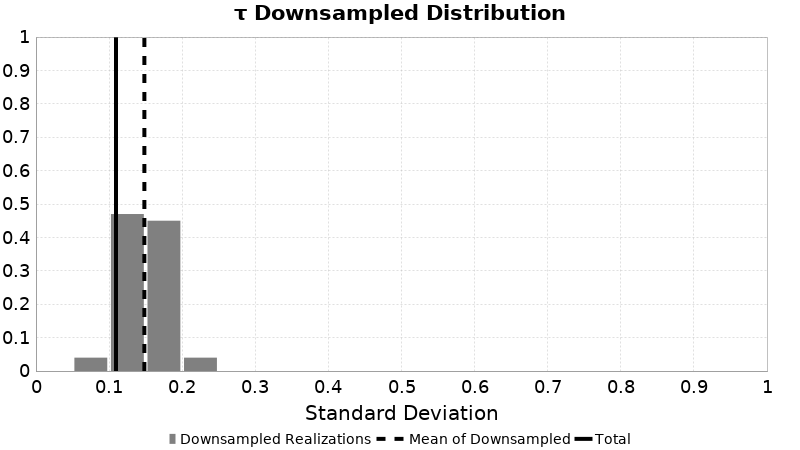 τ Downsampled Distribution
1
0.9
0.8
0.7
0.6
0.5
0.4
0.3
0.2
0.1
0
0 0.1 0.2 0.3 0.4 0.5 0.6 0.7 0.8 0.9 1
Standard Deviation
Downsampled Realizations Mean of Downsampled Total